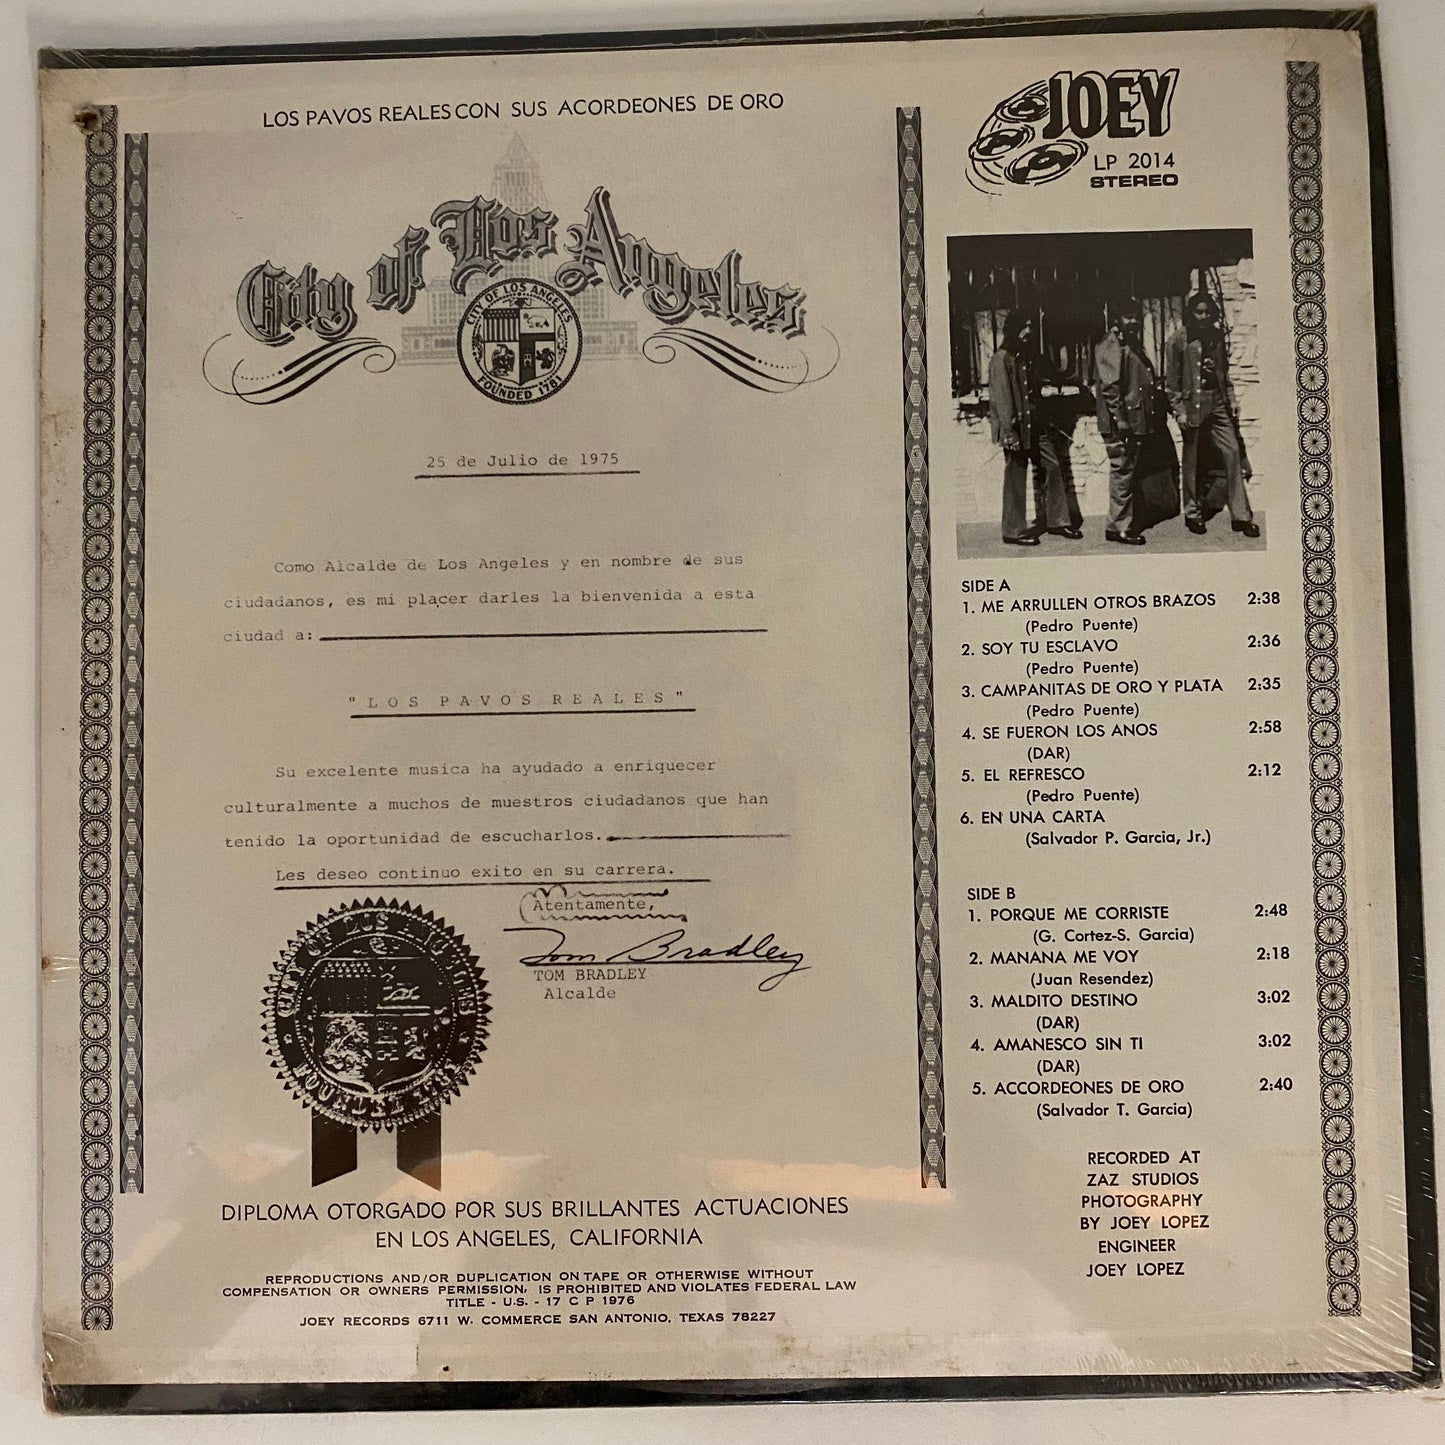 LOS PAVOS REALES CON SUS ACORDEONES DE ORO
City of Los Angeles
CITY OF LOS ANGELES
FOUNDED 1781
25 de Julio de 1975
Como Alcalde de Los Angeles y en nombre de sus
ciudadanos, es mi placer darles la bienvenida a esta
ciudad a:
"LOS PAVOS REALES"
Su excelente musica ha ayudado a enriquecer
culturalmente a muchos de muestros ciudadanos que han
tenido la oportunidad de escucharlos.
Les deseo continuo exito en su carrera.
Atentamente,
Tom Bradley
TOM BRADLEY
Alcalde
CITY OF LOS ANGELES
FOUNDED 1781
DIPLOMA OTORGADO POR SUS BRILLANTES ACTUACIONES
EN LOS ANGELES, CALIFORNIA
REPRODUCTIONS AND/OR DUPLICATION ON TAPE OR OTHERWISE WITHOUT
COMPENSATION OR OWNERS PERMISSION, IS PROHIBITED AND VIOLATES FEDERAL LAW
TITLE - U.S. - 17 C P 1976
JOEY RECORDS 6711 W. COMMERCE SAN ANTONIO, TEXAS 78227
JOEY
LP 2014
STEREO
SIDE A
1. ME ARRULLEN OTROS BRAZOS 2:38
(Pedro Puente)
2. SOY TU ESCLAVO 2:36
(Pedro Puente)
3. CAMPANITAS DE ORO Y PLATA 2:35
(Pedro Puente)
4. SE FUERON LOS ANOS 2:58
(DAR)
5. EL REFRESCO 2:12
(Pedro Puente)
6. EN UNA CARTA
(Salvador P. Garcia, Jr.)
SIDE B
1. PORQUE ME CORRISTE 2:48
(G. Cortez-S. Garcia)
2. MANANA ME VOY 2:18
(Juan Resendez)
3. MALDITO DESTINO 3:02
(DAR)
4. AMANESCO SIN TI 3:02
(DAR)
5. ACCORDEONES DE ORO 2:40
(Salvador T. Garcia)
RECORDED AT
ZAZ STUDIOS
PHOTOGRAPHY
BY JOEY LOPEZ
ENGINEER
JOEY LOPEZ